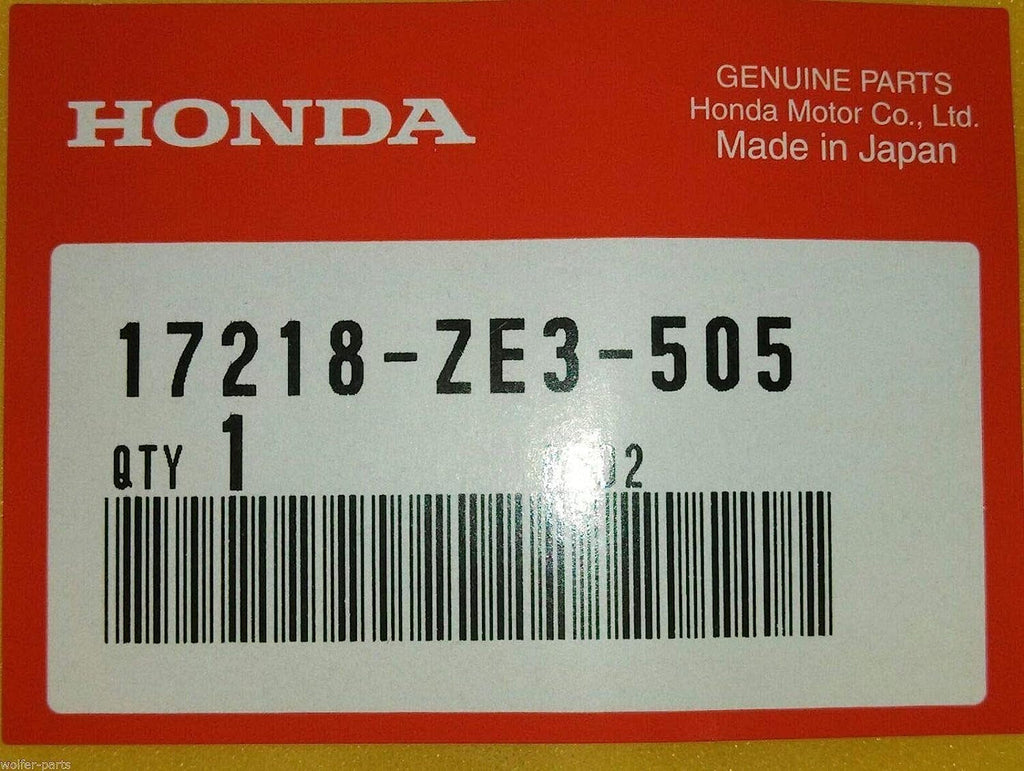 HONDA
GENUINE PARTS
Honda Motor Co., Ltd.
Made in Japan
17218-ZE3-505
QTY 1
wolfer-parts